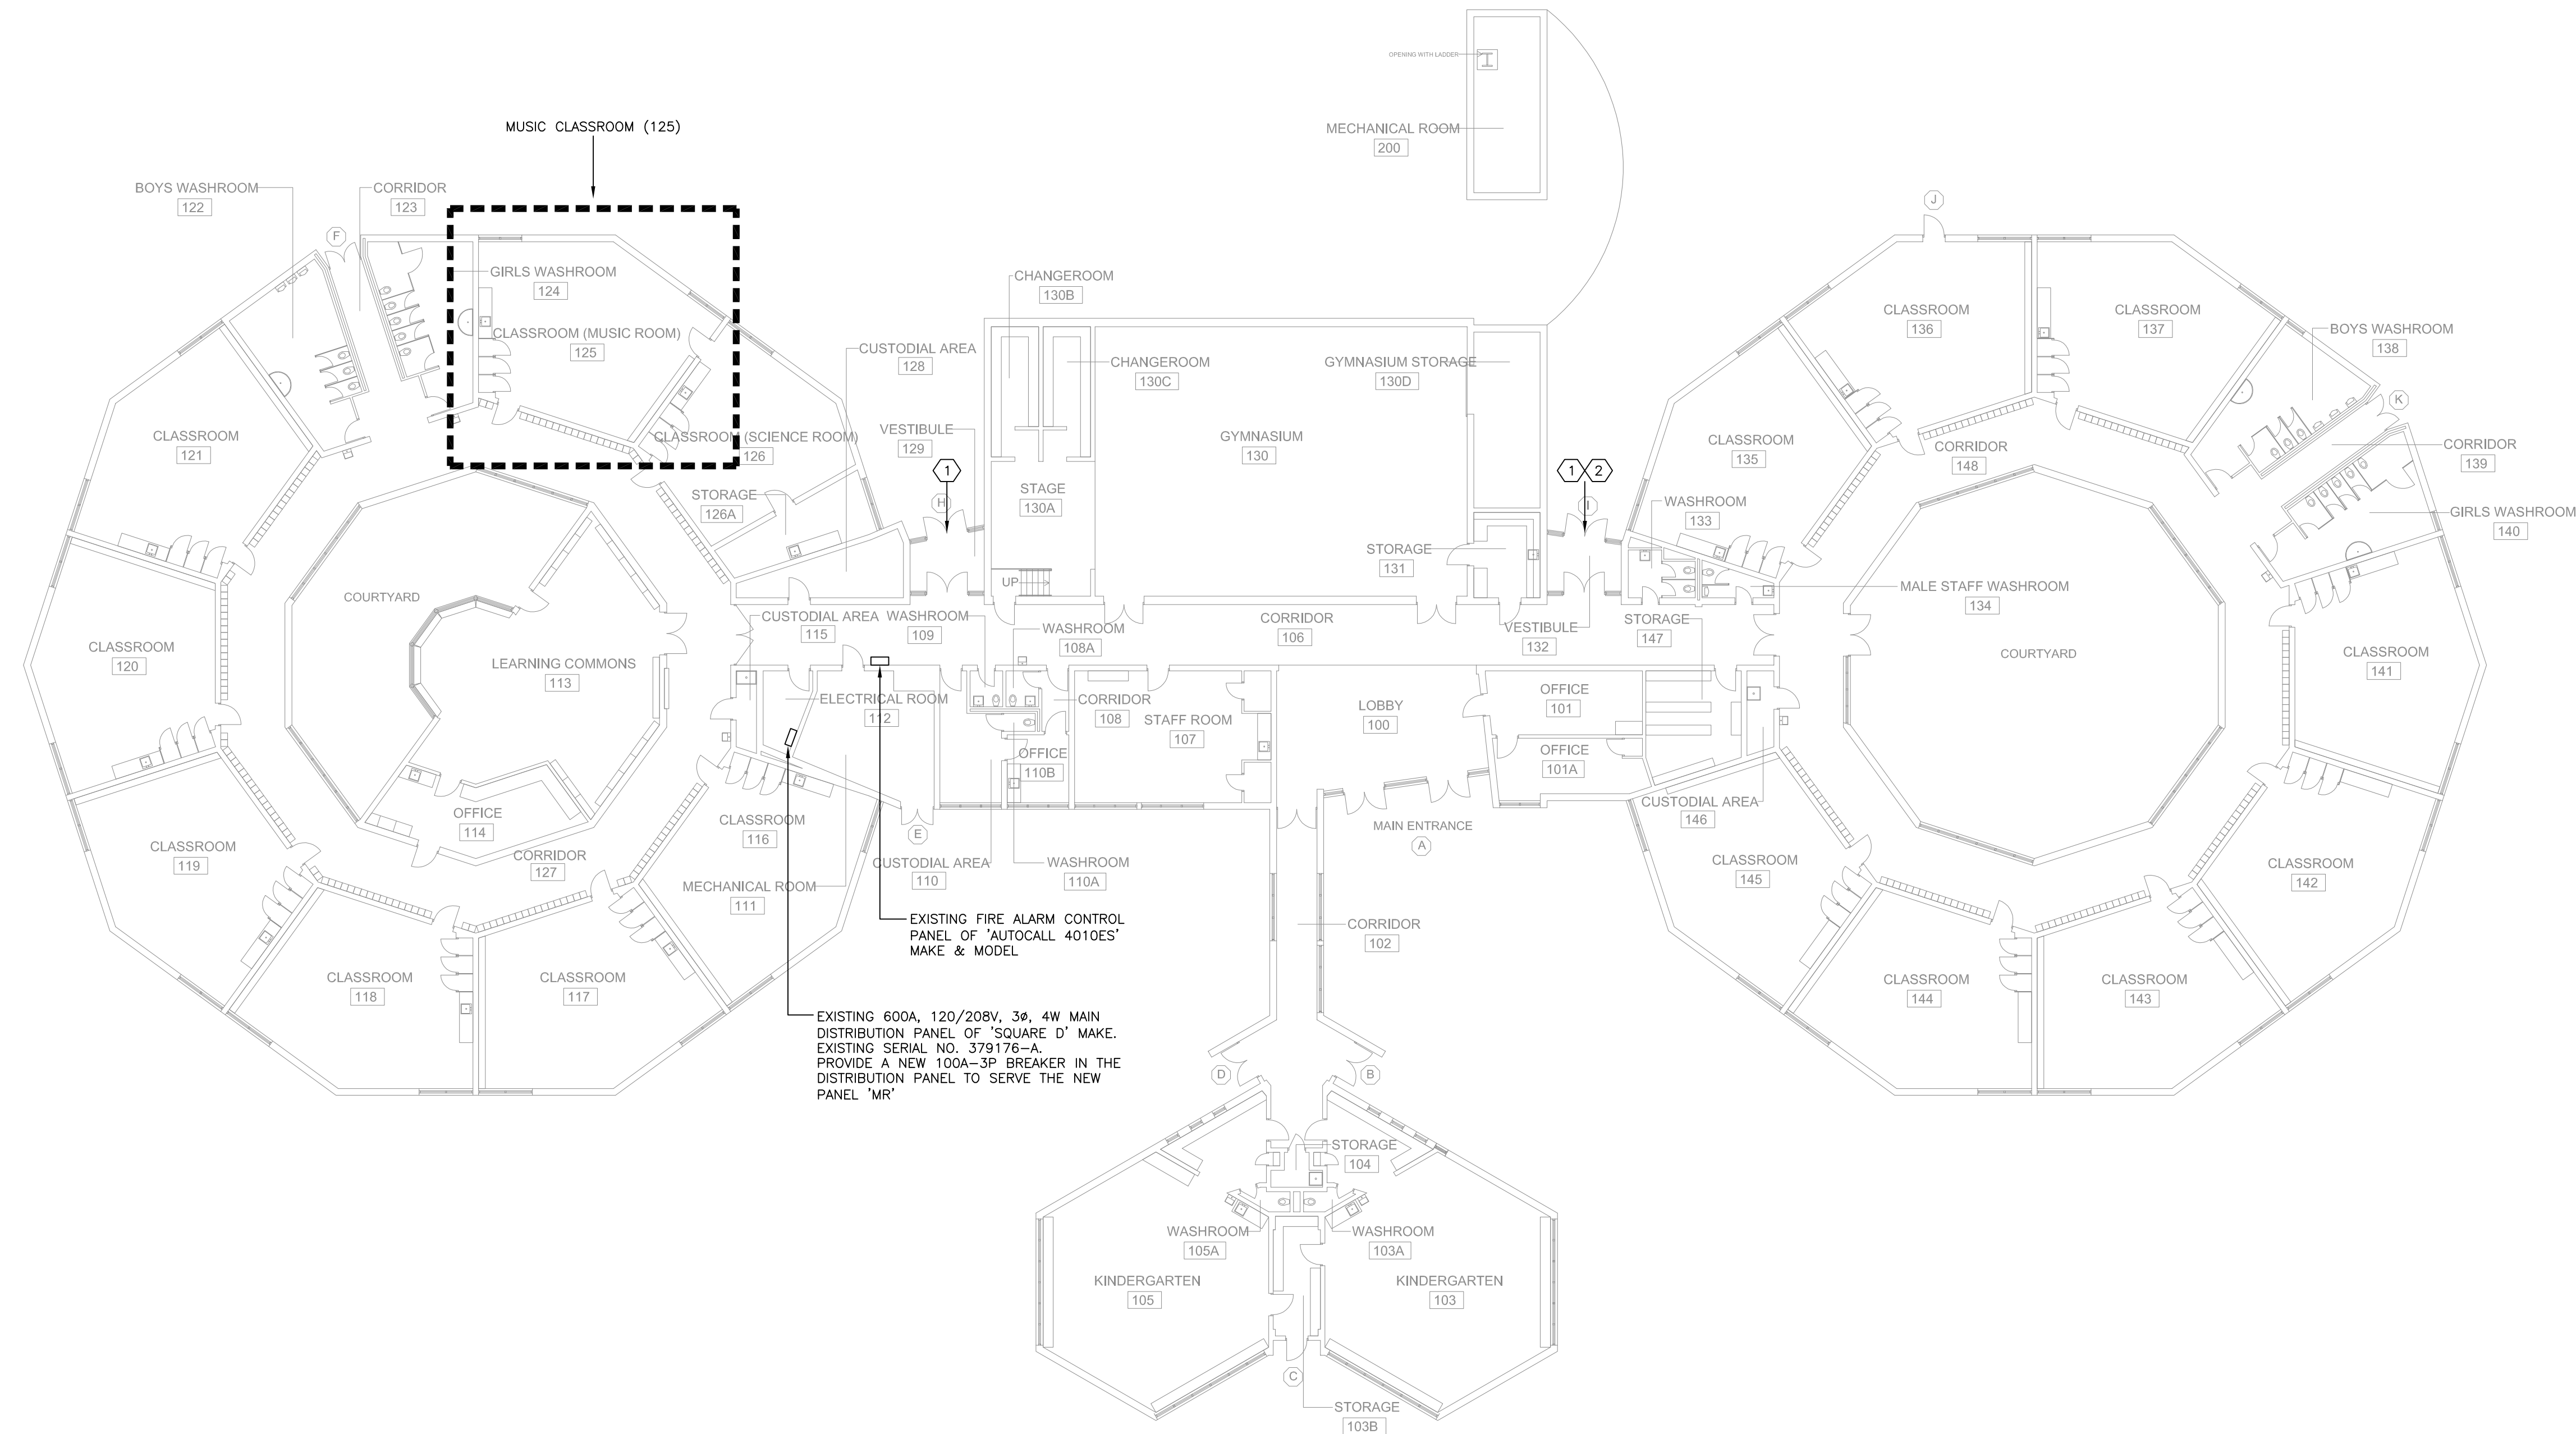 OPENING WITH LADDER
MECHANICAL ROOM
200
MUSIC CLASSROOM (125)
BOYS WASHROOM
122
CORRIDOR
123
F
GIRLS WASHROOM
124
CLASSROOM (MUSIC ROOM)
125
CLASSROOM
121
CLASSROOM (SCIENCE ROOM)
126
STORAGE
126A
CUSTODIAL AREA
128
VESTIBULE
129
1
H
CHANGEROOM
130B
CHANGEROOM
130C
GYMNASIUM STORAGE
130D
GYMNASIUM
130
STAGE
130A
UP
STORAGE
131
1
2
I
J
CLASSROOM
136
CLASSROOM
137
BOYS WASHROOM
138
K
CORRIDOR
139
GIRLS WASHROOM
140
CLASSROOM
135
CORRIDOR
148
WASHROOM
133
MALE STAFF WASHROOM
134
COURTYARD
CLASSROOM
120
COURTYARD
LEARNING COMMONS
113
CUSTODIAL AREA
115
WASHROOM
109
WASHROOM
108A
CORRIDOR
106
VESTIBULE
132
STORAGE
147
COURTYARD
CLASSROOM
141
ELECTRICAL ROOM
112
CORRIDOR
108
STAFF ROOM
107
LOBBY
100
OFFICE
101
OFFICE
101A
OFFICE
110B
OFFICE
114
CLASSROOM
119
CORRIDOR
127
CLASSROOM
116
E
CUSTODIAL AREA
110
WASHROOM
110A
MECHANICAL ROOM
111
MAIN ENTRANCE
A
CUSTODIAL AREA
146
CLASSROOM
145
CLASSROOM
142
CLASSROOM
118
CLASSROOM
117
EXISTING FIRE ALARM CONTROL
PANEL OF 'AUTOCALL 4010ES'
MAKE & MODEL
CORRIDOR
102
CLASSROOM
144
CLASSROOM
143
EXISTING 600A, 120/208V, 3ø, 4W MAIN
DISTRIBUTION PANEL OF 'SQUARE D' MAKE.
EXISTING SERIAL NO. 379176-A.
PROVIDE A NEW 100A-3P BREAKER IN THE
DISTRIBUTION PANEL TO SERVE THE NEW
PANEL 'MR'
D
B
STORAGE
104
WASHROOM
105A
WASHROOM
103A
KINDERGARTEN
105
KINDERGARTEN
103
C
STORAGE
103B